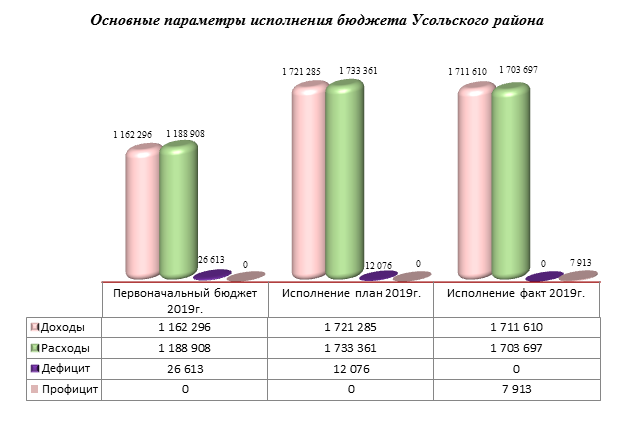 Основные параметры исполнения бюджета Усольского района
1 721 285 1 733 361 1 711 610 1 703 697
1 162 296 1 188 908
26 613 0 12 076 0 0 7 913
Первоначальный бюджет 2019г. Исполнение план 2019г. Исполнение факт 2019г.
Доходы 1 162 296 1 721 285 1 711 610
Расходы 1 188 908 1 733 361 1 703 697
Дефицит 26 613 12 076 0
Профицит 0 0 7 913